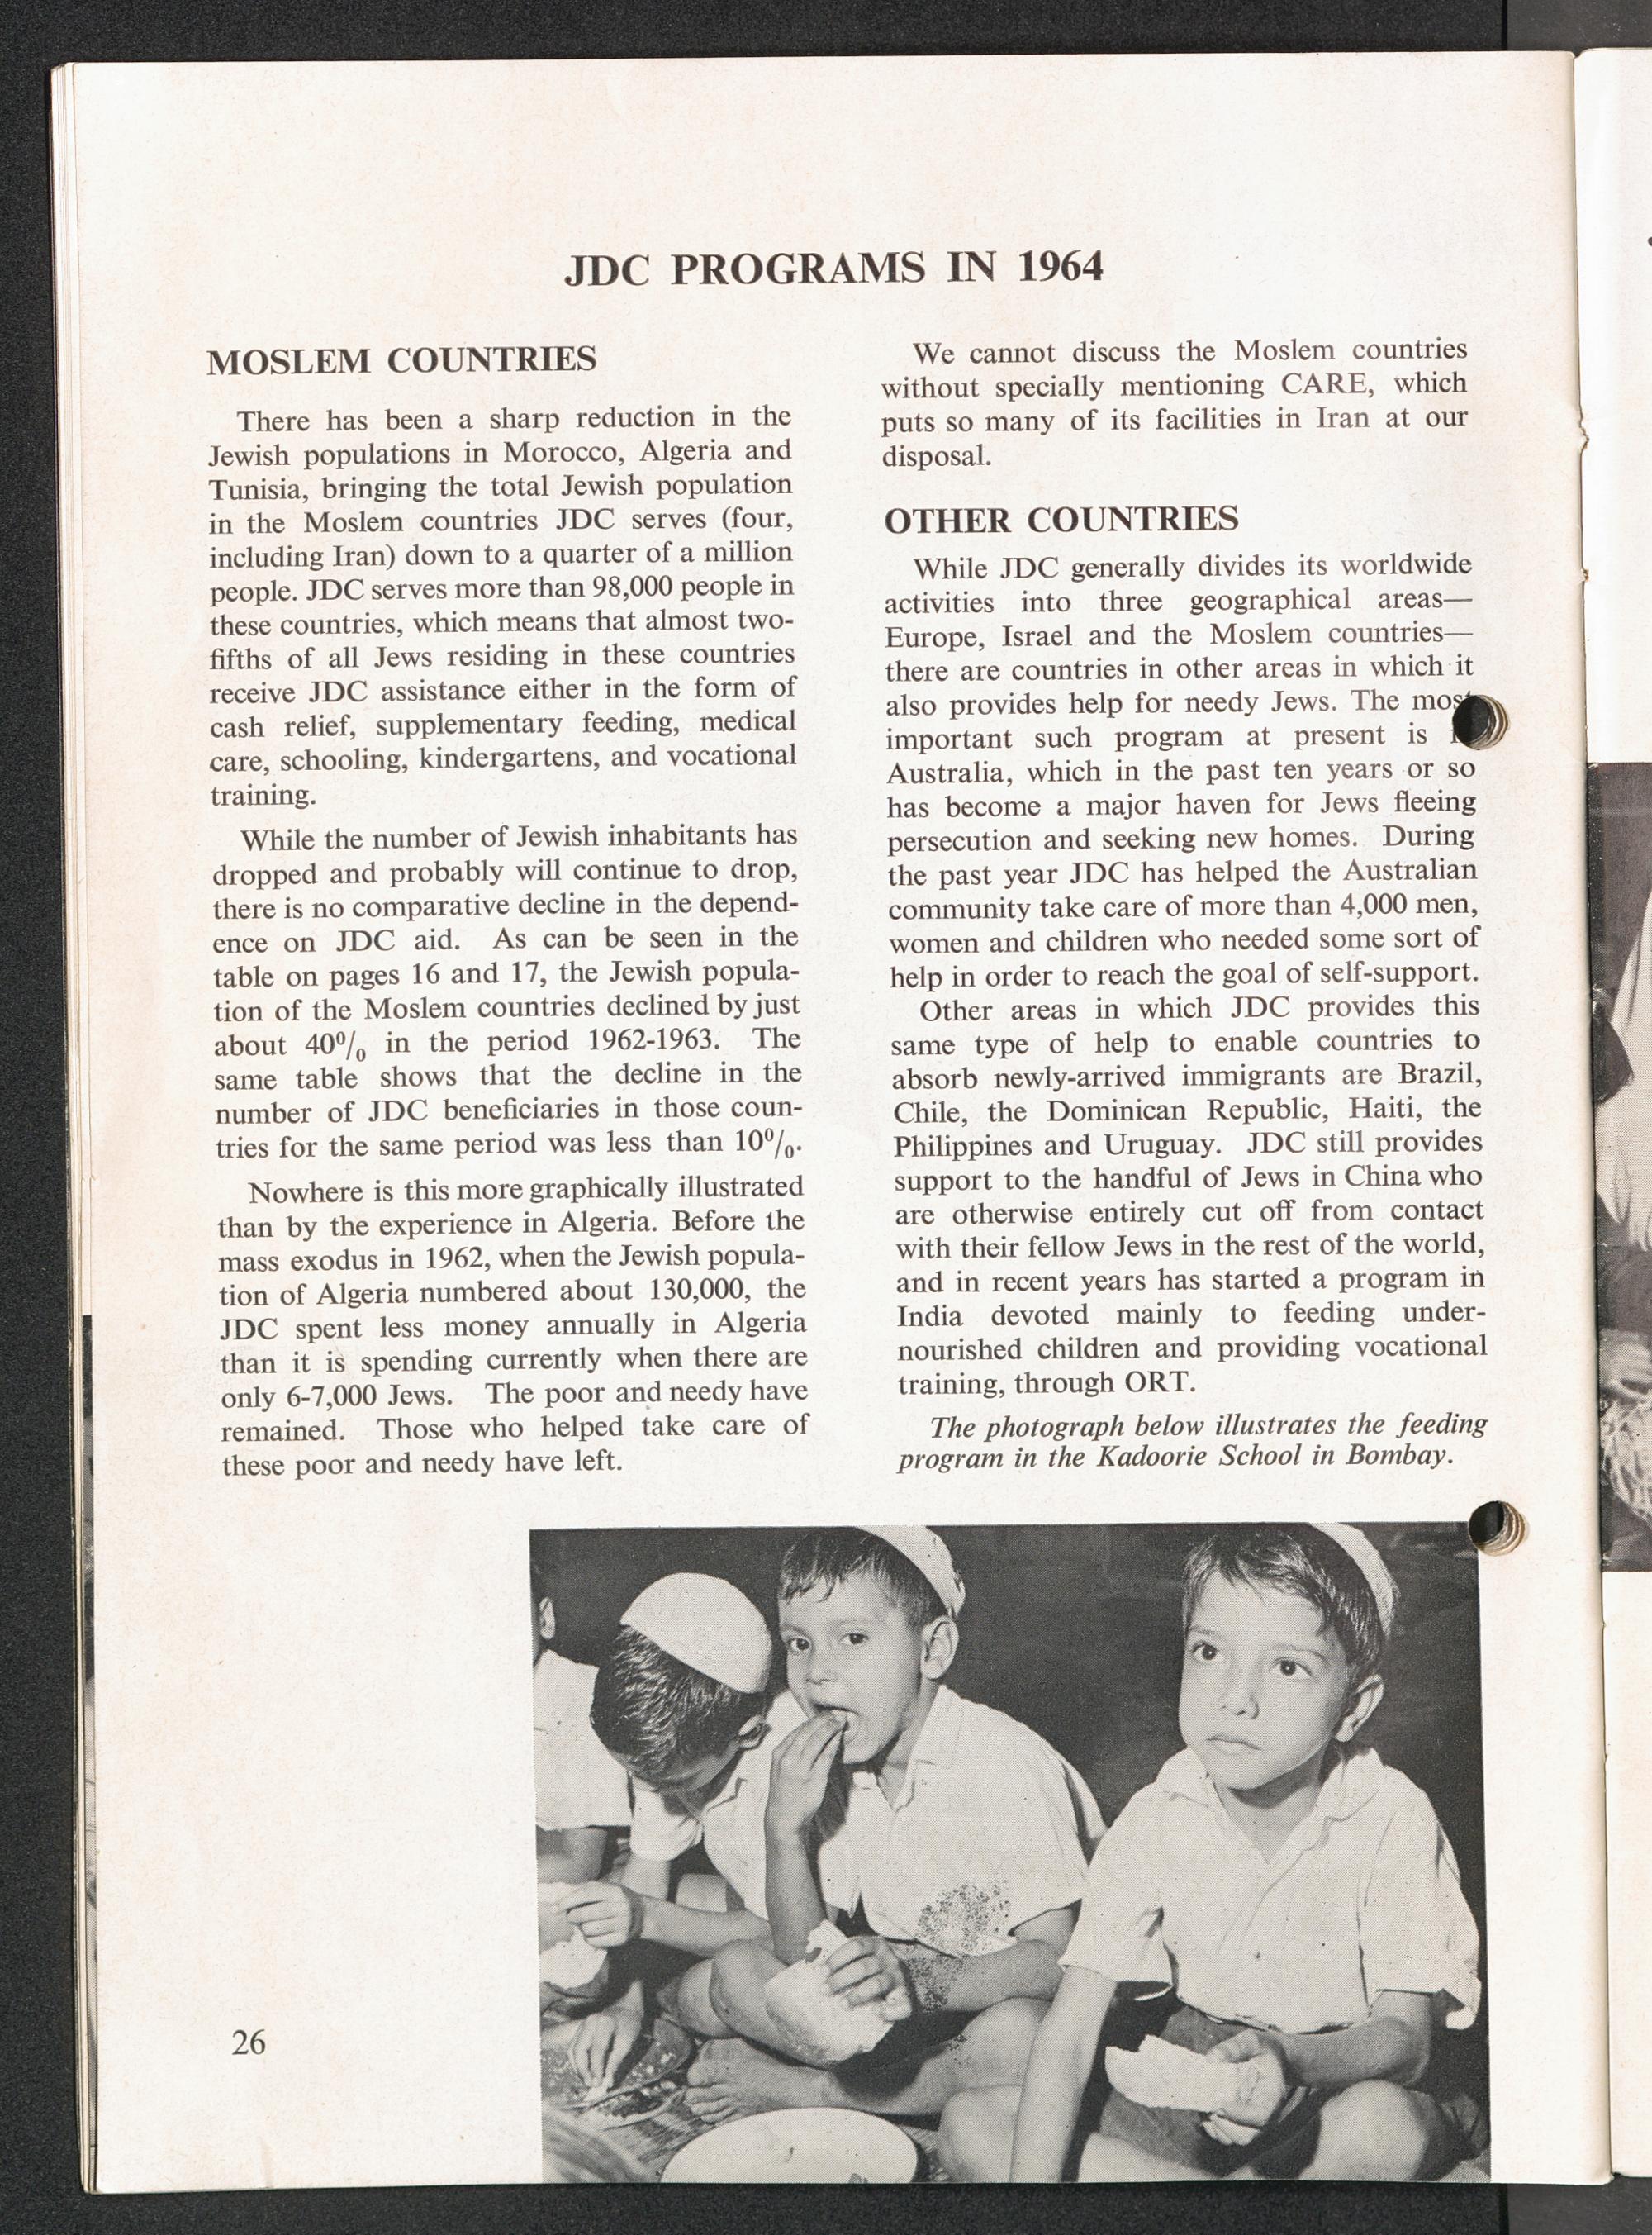 JDC PROGRAMS IN 1964
MOSLEM COUNTRIES
There has been a sharp reduction in the
Jewish populations in Morocco, Algeria and
Tunisia, bringing the total Jewish population
in the Moslem countries JDC serves (four,
including Iran) down to a quarter of a million
people. JDC serves more than 98,000 people in
these countries, which means that almost two-
fifths of all Jews residing in these countries
receive JDC assistance either in the form of
cash relief, supplementary feeding, medical
care, schooling, kindergartens, and vocational
training.
While the number of Jewish inhabitants has
dropped and probably will continue to drop,
there is no comparative decline in the depend-
ence on JDC aid. As can be seen in the
table on pages 16 and 17, the Jewish popula-
tion of the Moslem countries declined by just
about 40% in the period 1962-1963. The
same table shows that the decline in the
number of JDC beneficiaries in those coun-
tries for the same period was less than 10%.
Nowhere is this more graphically illustrated
than by the experience in Algeria. Before the
mass exodus in 1962, when the Jewish popula-
tion of Algeria numbered about 130,000, the
JDC spent less money annually in Algeria
than it is spending currently when there are
only 6-7,000 Jews. The poor and needy have
remained. Those who helped take care of
these poor and needy have left.
We cannot discuss the Moslem countries
without specially mentioning CARE, which
puts so many of its facilities in Iran at our
disposal.
OTHER COUNTRIES
While JDC generally divides its worldwide
activities into three geographical areas—
Europe, Israel and the Moslem countries—
there are countries in other areas in which it
also provides help for needy Jews. The most
important such program at present is
Australia, which in the past ten years or so
has become a major haven for Jews fleeing
persecution and seeking new homes. During
the past year JDC has helped the Australian
community take care of more than 4,000 men,
women and children who needed some sort of
help in order to reach the goal of self-support.
Other areas in which JDC provides this
same type of help to enable countries to
absorb newly-arrived immigrants are Brazil,
Chile, the Dominican Republic, Haiti, the
Philippines and Uruguay. JDC still provides
support to the handful of Jews in China who
are otherwise entirely cut off from contact
with their fellow Jews in the rest of the world,
and in recent years has started a program in
India devoted mainly to feeding under-
nourished children and providing vocational
training, through ORT.
The photograph below illustrates the feeding
program in the Kadoorie School in Bombay.
26